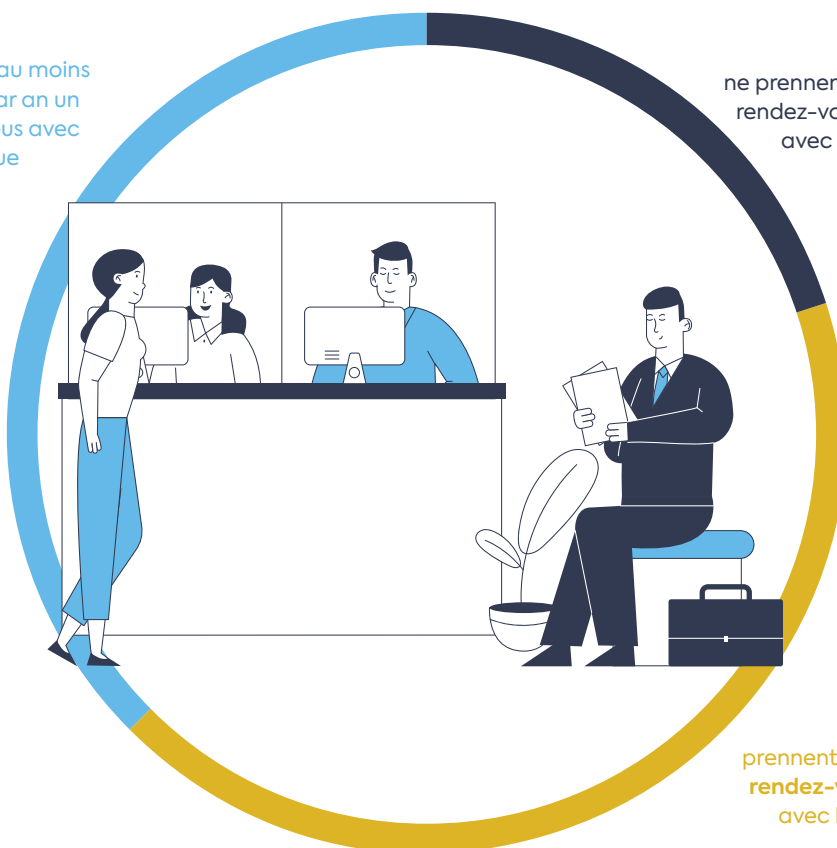 au moins
ar an un
us avec
ue
ne prennen
rendez-vo
avec
prennent
rendez-v
avec l